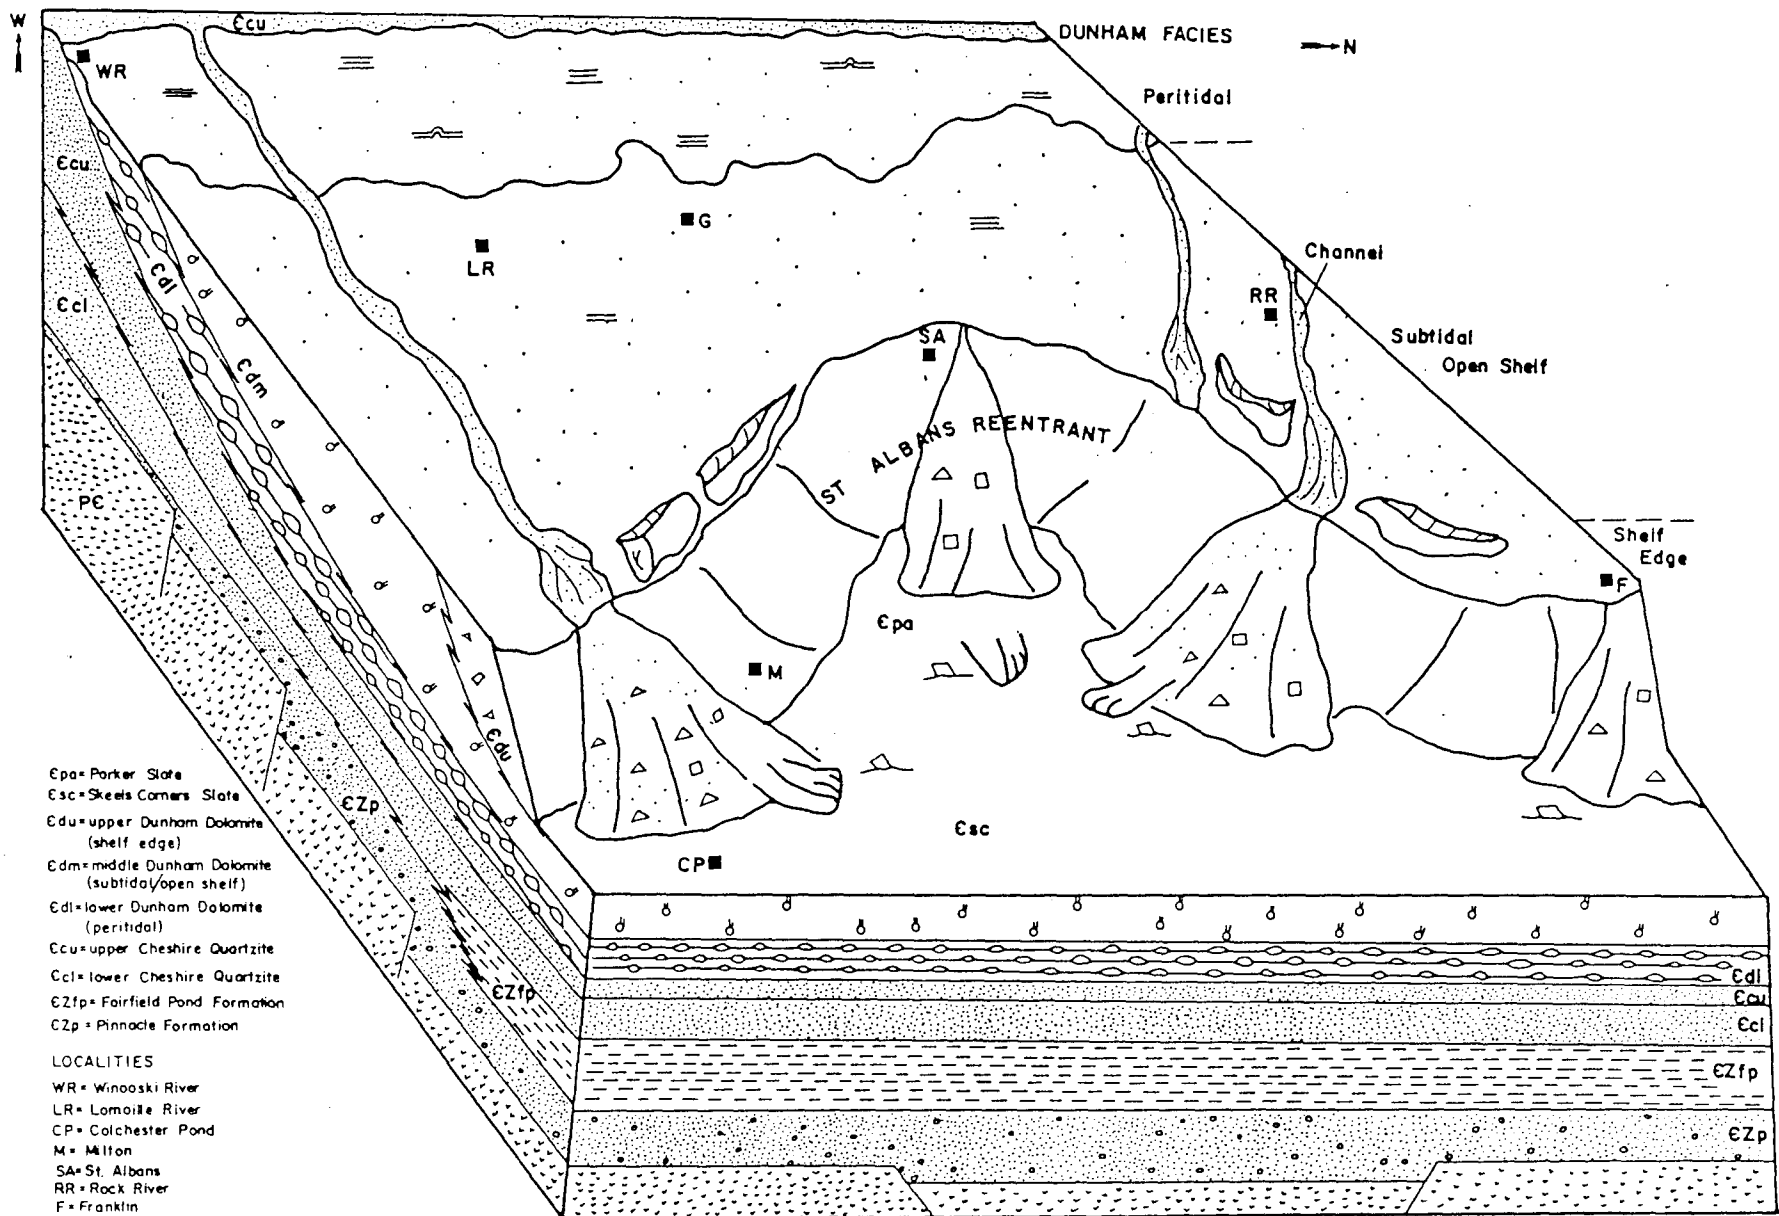 W
Єcu
DUNHAM FACIES
N
WR
Peritidal
Єcu
G
LR
Channel
Єdl
RR
Єcl
SA
Subtidal
Open Shelf
Єdm
ST ALBANS REENTRANT
PЄ
Shelf
Edge
F
Єpa
M
Єdu
Єpa = Parker Slate
Єsc = Skeels Corners Slate
Єdu = upper Dunham Dolomite
(shelf edge)
Єdm = middle Dunham Dolomite
(subtidal/open shelf)
Єdl = lower Dunham Dolomite
(peritidal)
Єcu = upper Cheshire Quartzite
Єcl = lower Cheshire Quartzite
ЄZfp = Fairfield Pond Formation
ЄZp = Pinnacle Formation
LOCALITIES
WR = Winooski River
LR = Lamoille River
CP = Colchester Pond
M = Milton
SA = St. Albans
RR = Rock River
F = Franklin
ЄZp
Єsc
CP
ЄZfp
Єdl
Єcu
Єcl
ЄZfp
ЄZp